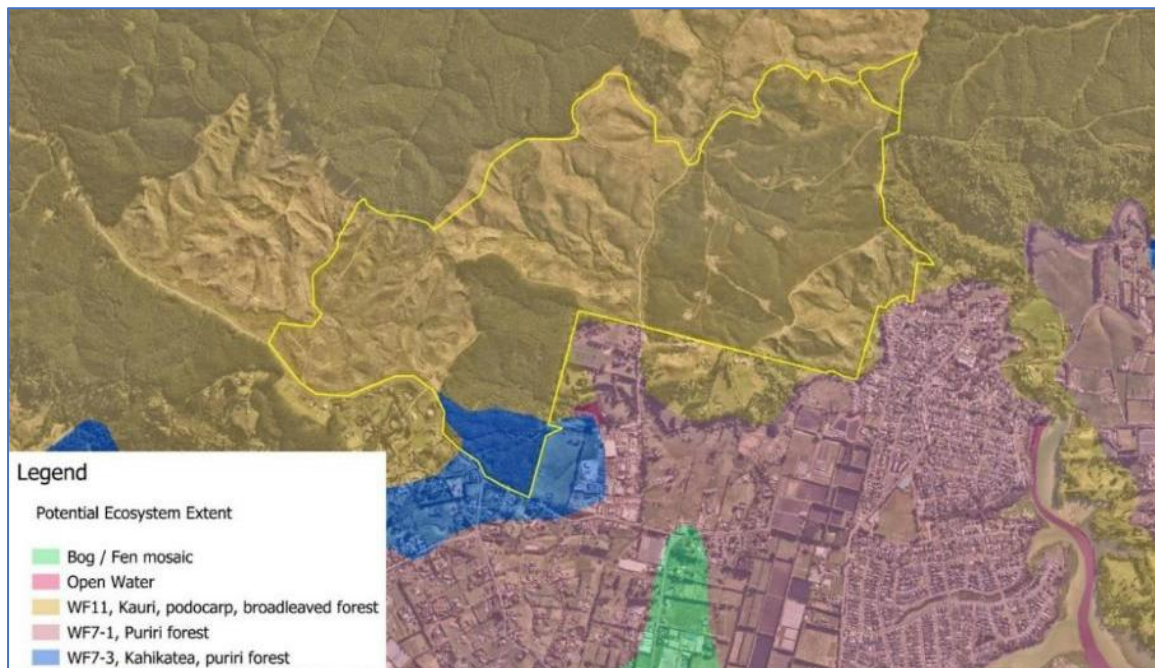 Legend
Potential Ecosystem Extent
Bog / Fen mosaic
Open Water
WF11, Kauri, podocarp, broadleaved forest
WF7-1, Puriri forest
WF7-3, Kahikatea, puriri forest